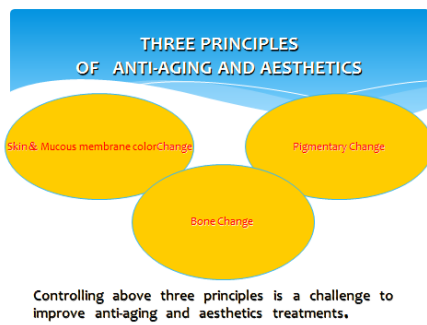 THREE PRINCIPLES
OF ANTI-AGING AND AESTHETICS
Skin& Mucous membrane colorChange
Pigmentary Change
Bone Change
Controlling above three principles is a challenge to
improve anti-aging and aesthetics treatments.